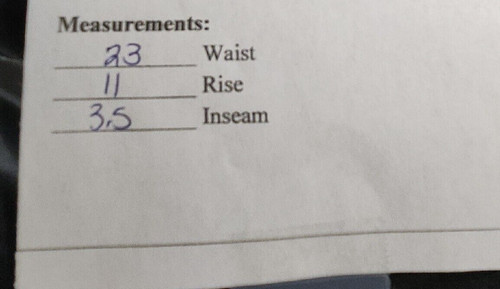 Measurements:
23 Waist
11 Rise
3.5 Inseam